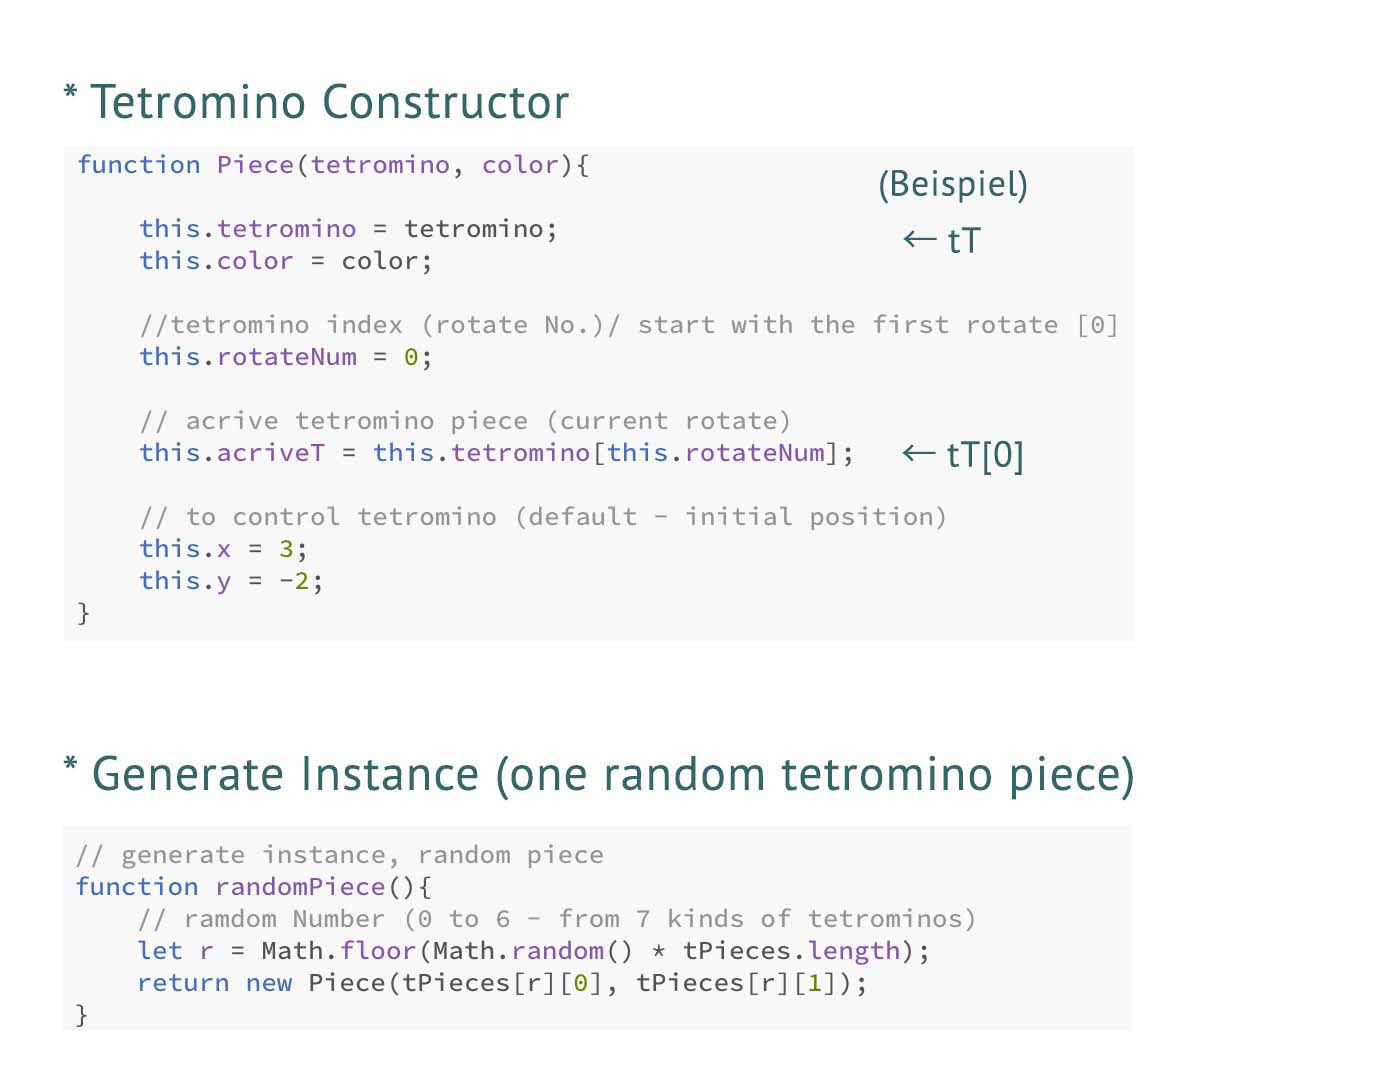 * Tetromino Constructor
function Piece(tetromino, color){
(Beispiel)
this.tetromino = tetromino;
← tT
this.color = color;
//tetromino index (rotate No.)/ start with the first rotate [0]
this.rotateNum = 0;
// acrive tetromino piece (current rotate)
this.acriveT = this.tetromino[this.rotateNum]; ← tT[0]
// to control tetromino (default - initial position)
this.x = 3;
this.y = -2;
}
* Generate Instance (one random tetromino piece)
// generate instance, random piece
function randomPiece(){
// ramdom Number (0 to 6 - from 7 kinds of tetrominos)
let r = Math.floor(Math.random() * tPieces.length);
return new Piece(tPieces[r][0], tPieces[r][1]);
}